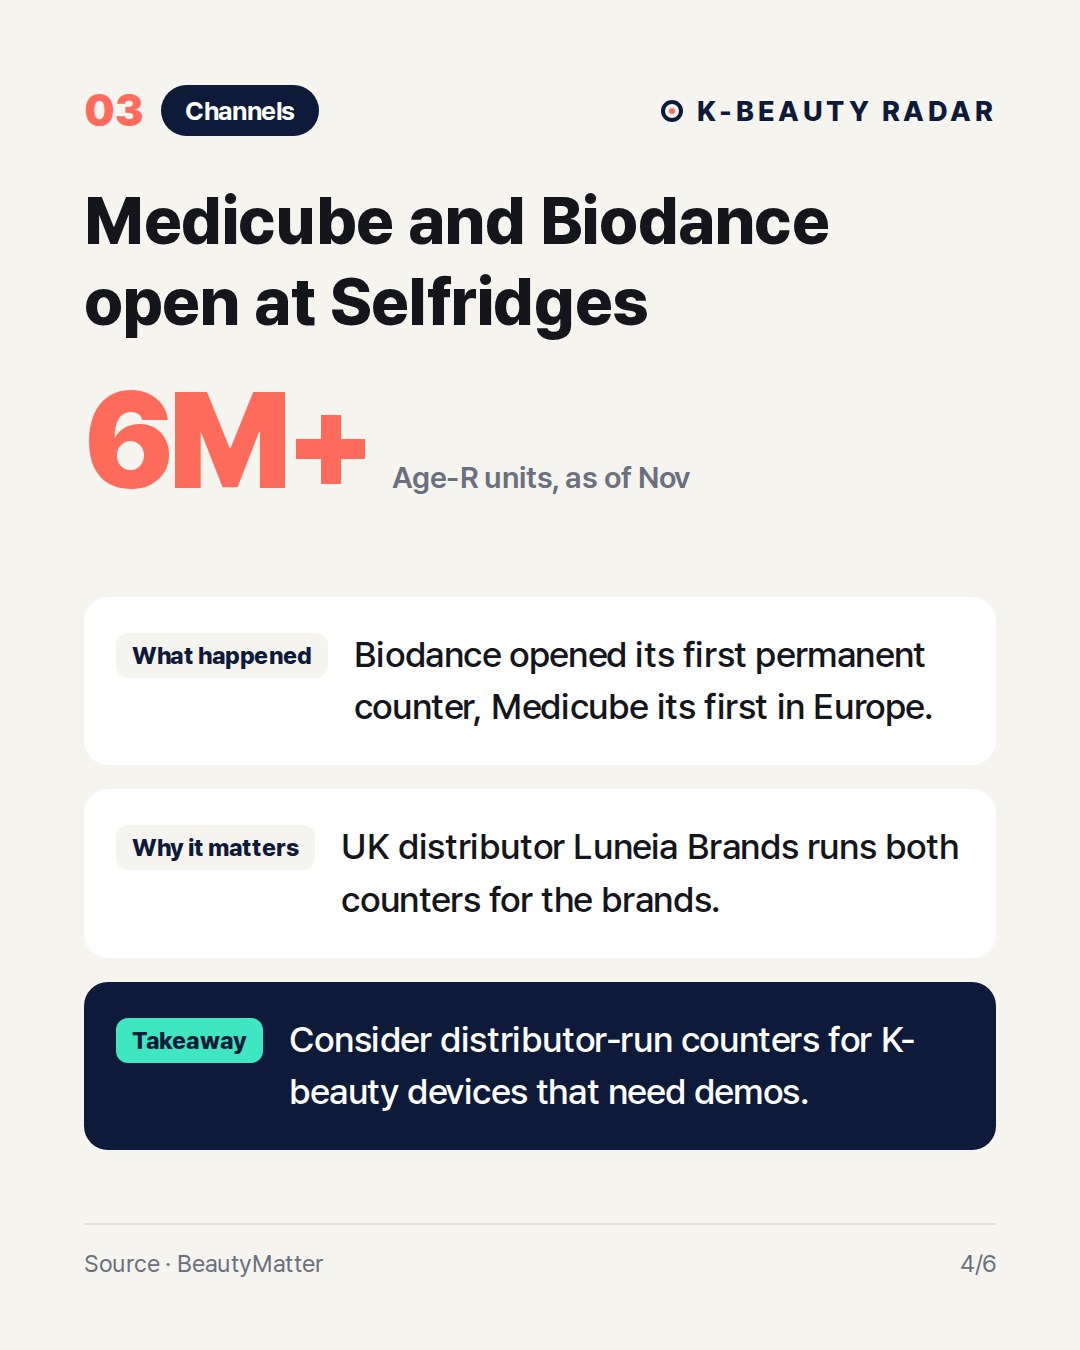 03 Channels K-BEAUTY RADAR
Medicube and Biodance
open at Selfridges
6M+ Age-R units, as of Nov
What happened Biodance opened its first permanent
counter, Medicube its first in Europe.
Why it matters UK distributor Luneia Brands runs both
counters for the brands.
Takeaway Consider distributor-run counters for K-
beauty devices that need demos.
Source · BeautyMatter 4/6